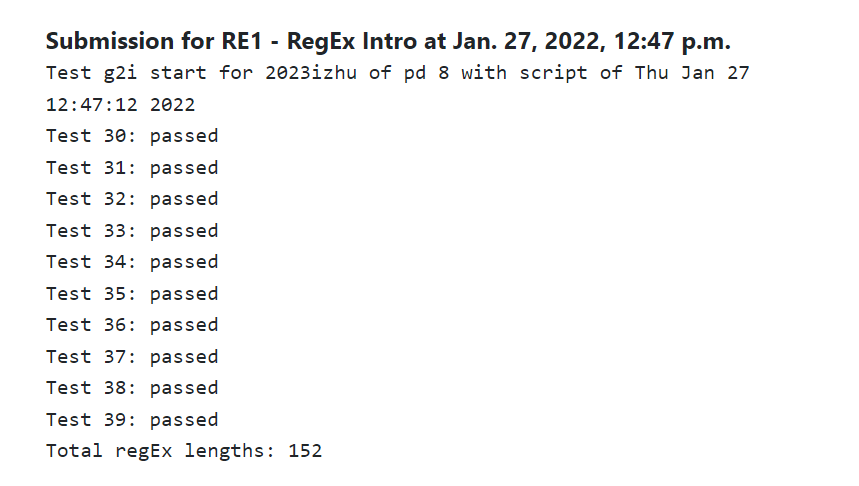 Submission for RE1 - RegEx Intro at Jan. 27, 2022, 12:47 p.m.
Test g2i start for 2023izhu of pd 8 with script of Thu Jan 27
12:47:12 2022
Test 30: passed
Test 31: passed
Test 32: passed
Test 33: passed
Test 34: passed
Test 35: passed
Test 36: passed
Test 37: passed
Test 38: passed
Test 39: passed
Total regEx lengths: 152